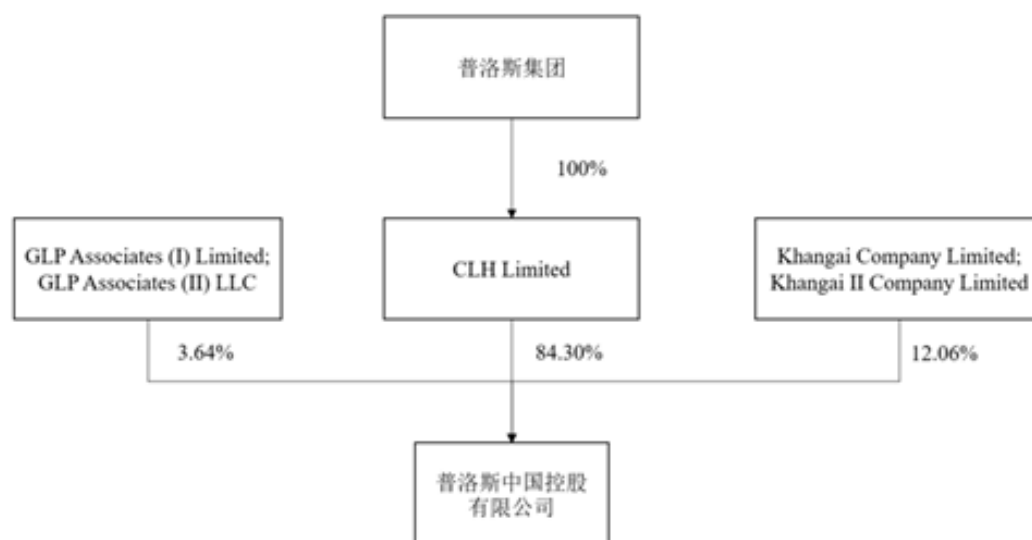 普洛斯集团
100%
GLP Associates (I) Limited;
GLP Associates (II) LLC
CLH Limited
Khangai Company Limited;
Khangai II Company Limited
3.64%
84.30%
12.06%
普洛斯中国控股
有限公司